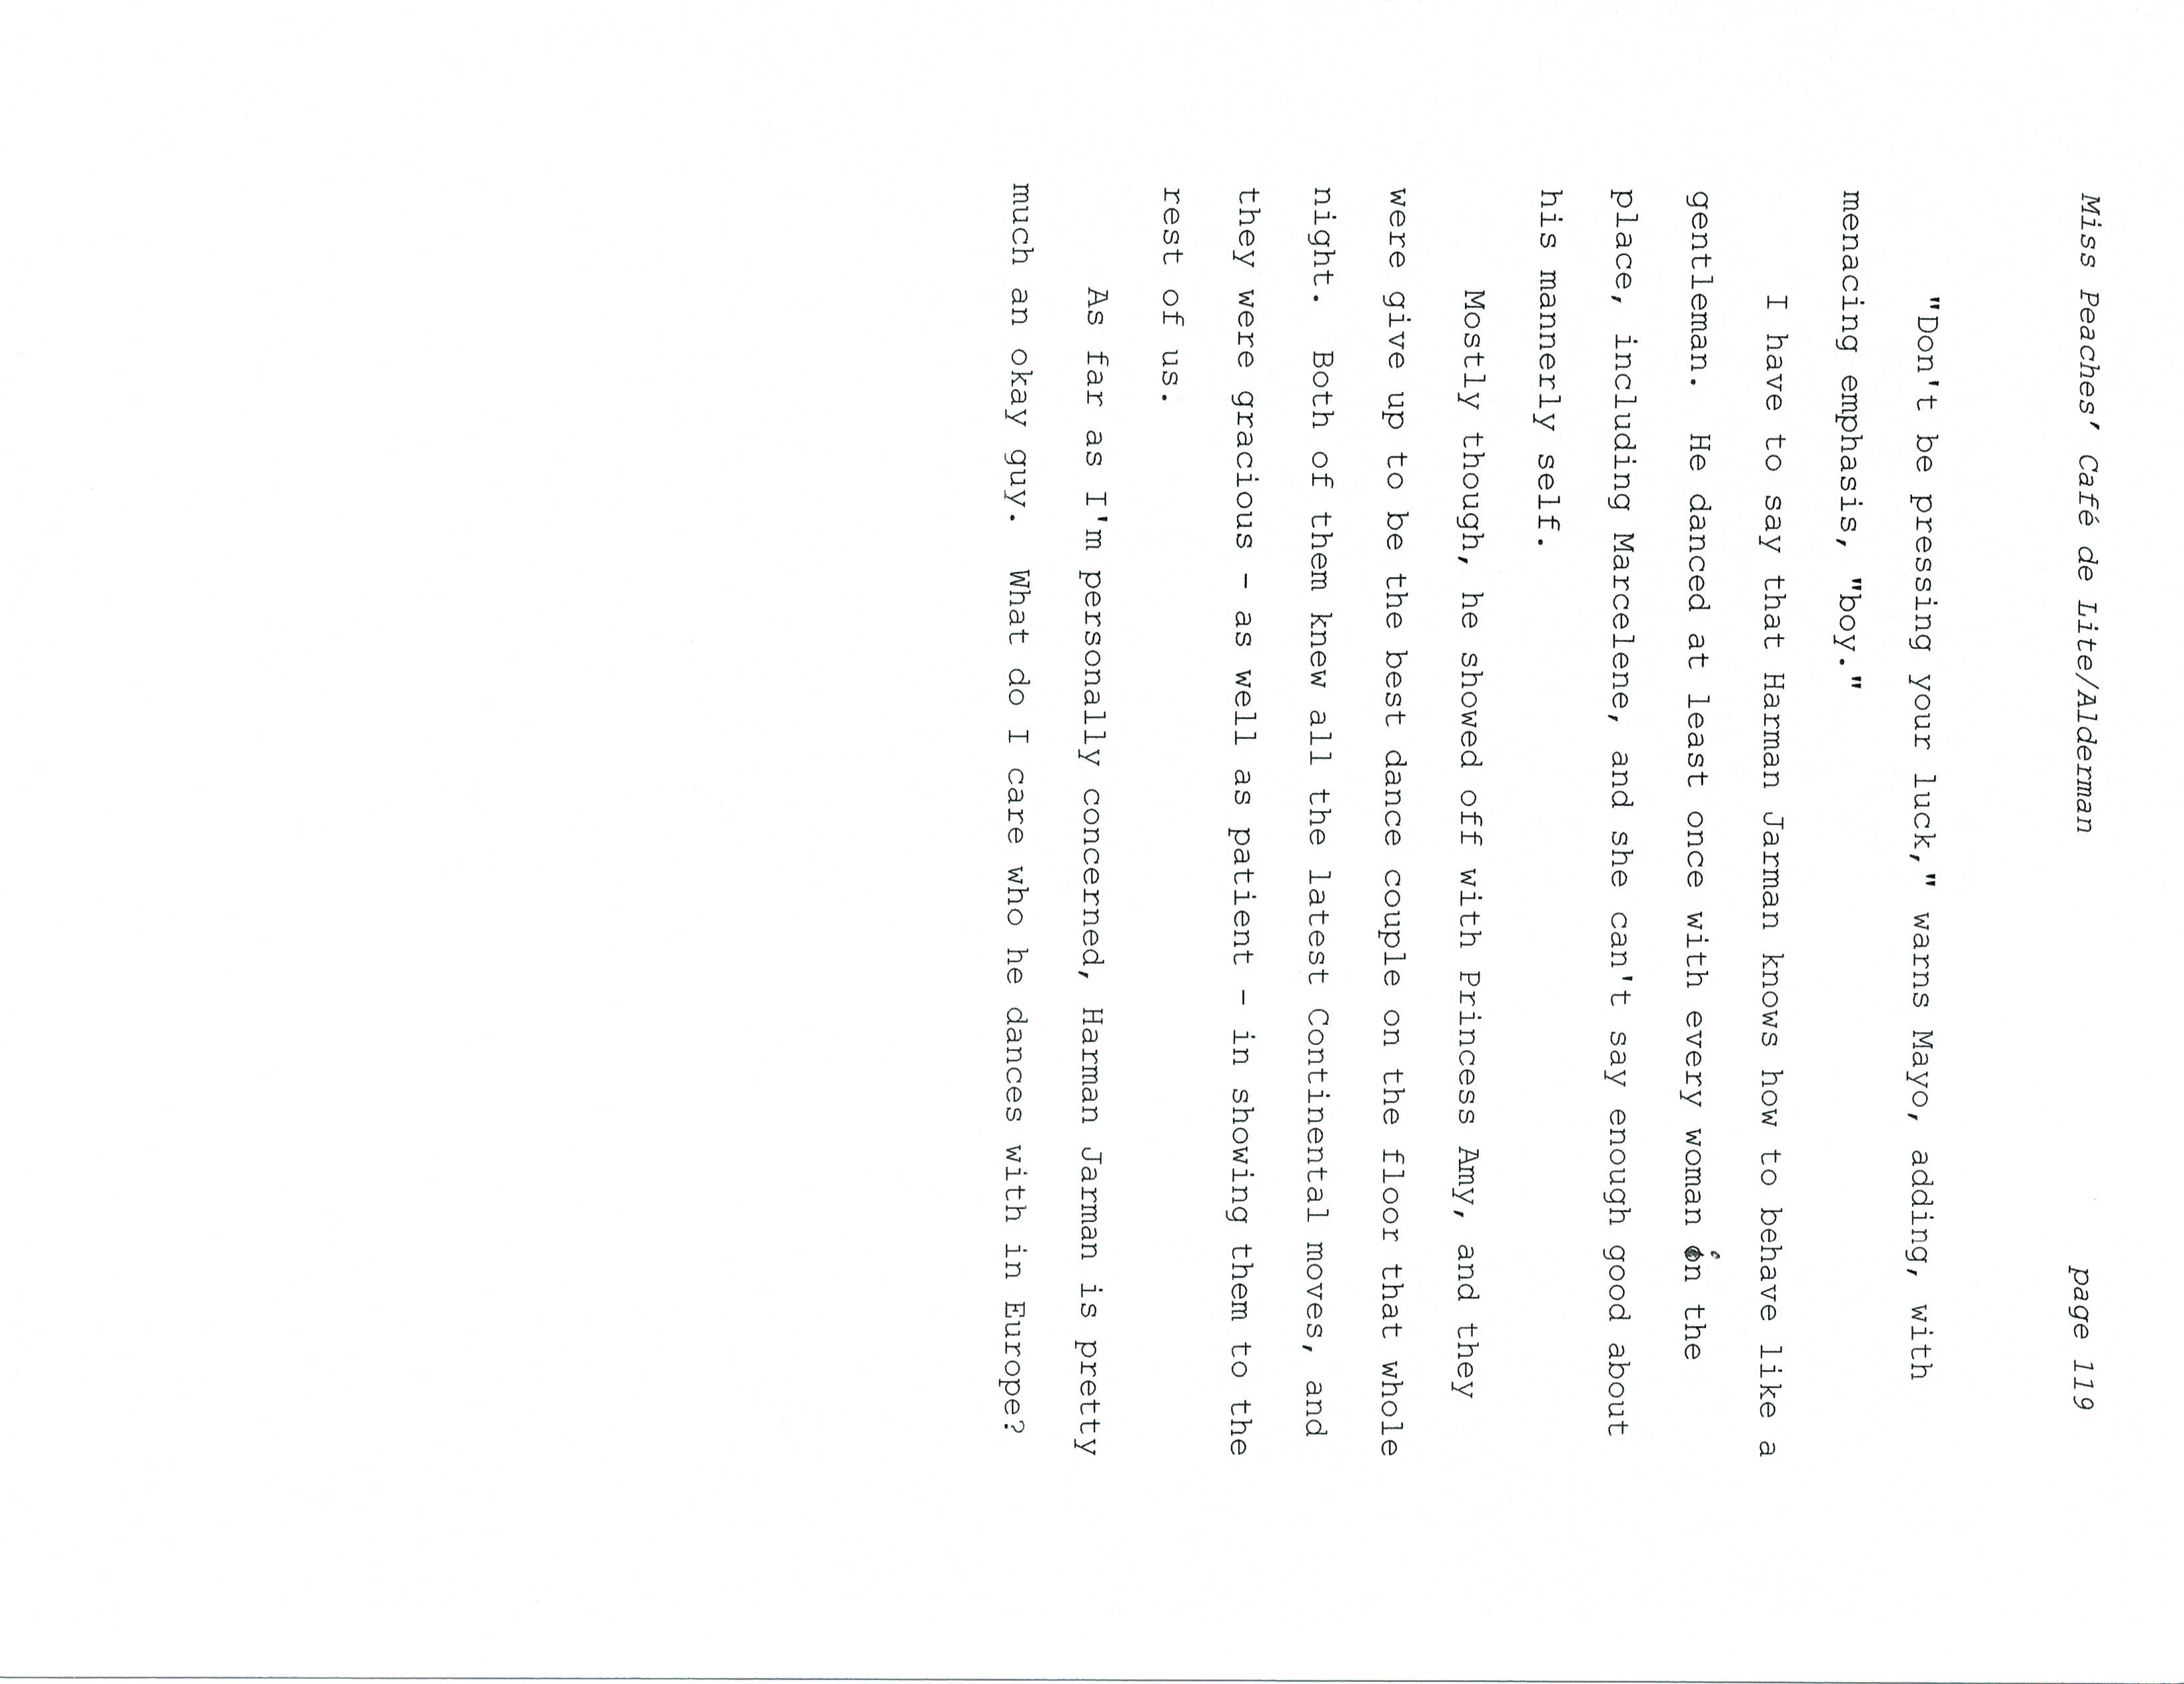 Miss Peaches' Café de Lite/Alderman page 119
"Don't be pressing your luck," warns Mayo, adding, with
menacing emphasis, "boy."
I have to say that Harman Jarman knows how to behave like a
gentleman.  He danced at least once with every woman in the
place, including Marcelene, and she can't say enough good about
his mannerly self.
Mostly though, he showed off with Princess Amy, and they
were give up to be the best dance couple on the floor that whole
night.  Both of them knew all the latest Continental moves, and
they were gracious - as well as patient - in showing them to the
rest of us.
As far as I'm personally concerned, Harman Jarman is pretty
much an okay guy.  What do I care who he dances with in Europe?